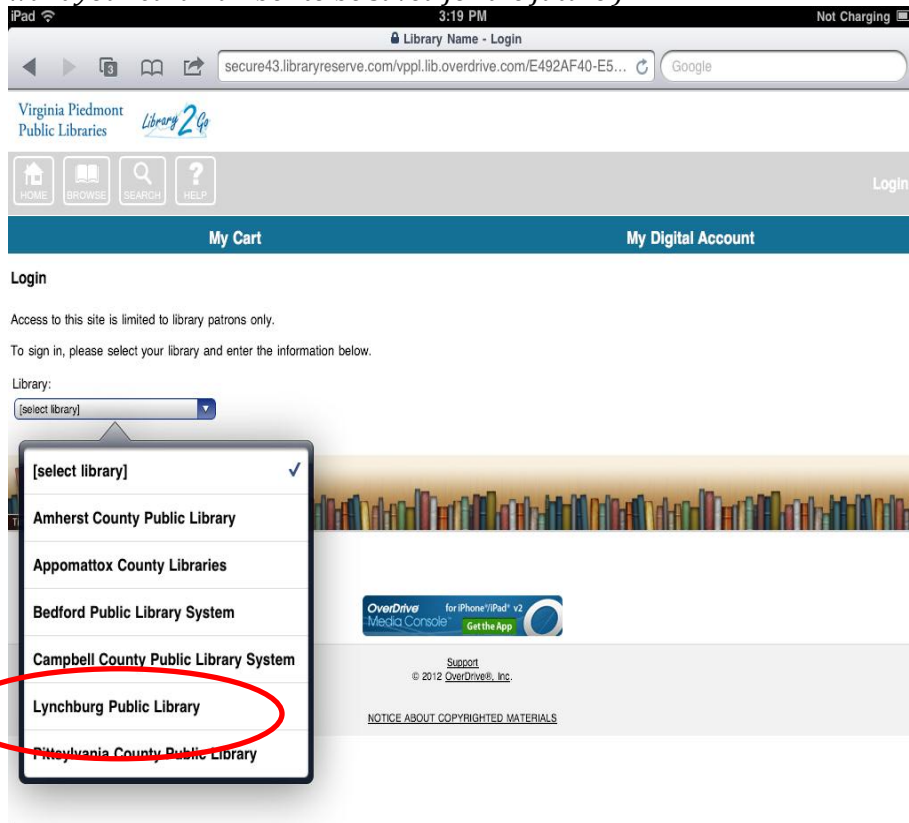 iPad 3:19 PM Not Charging
Library Name - Login
3 secure43.libraryreserve.com/vppl.lib.overdrive.com/E492AF40-E5... Google
Virginia Piedmont
Public Libraries
Library 2 Go
HOME BROWSE SEARCH HELP
Login
My Cart My Digital Account
Login
Access to this site is limited to library patrons only.
To sign in, please select your library and enter the information below.
Library:
[select library]
[select library]
Amherst County Public Library
Appomattox County Libraries
Bedford Public Library System
Campbell County Public Library System
Lynchburg Public Library
Pittsylvania County Public Library
OverDrive for iPhone®/iPad® v2
Media Console™ Get the App
Support
© 2012 OverDrive®, Inc.
NOTICE ABOUT COPYRIGHTED MATERIALS